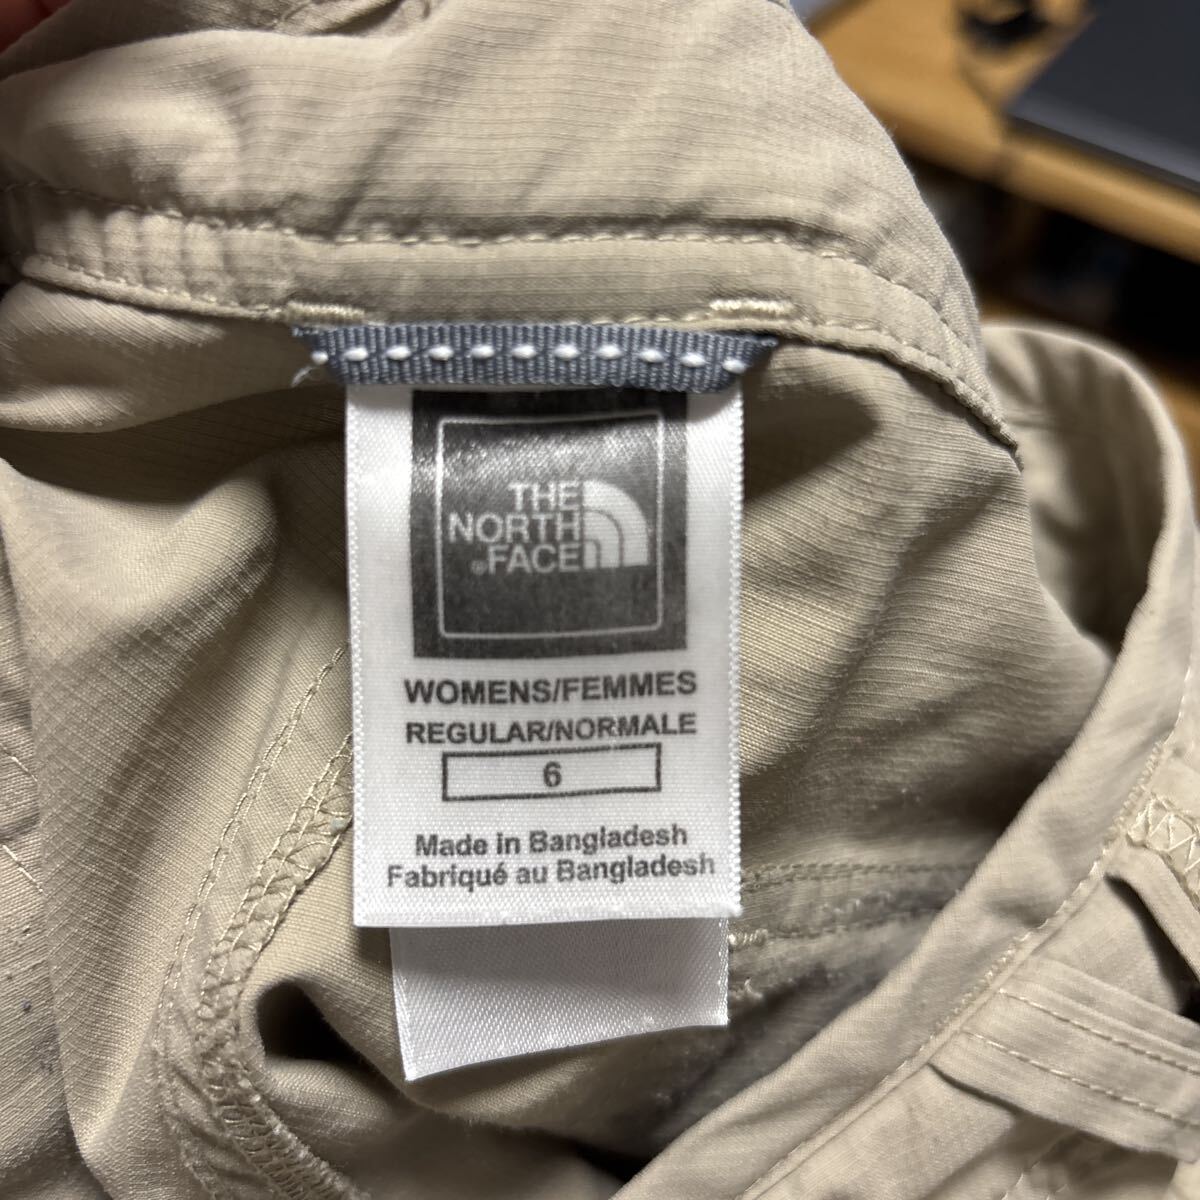 THE
NORTH
®FACE
WOMENS/FEMMES
REGULAR/NORMALE
6
Made in Bangladesh
Fabriqué au Bangladesh